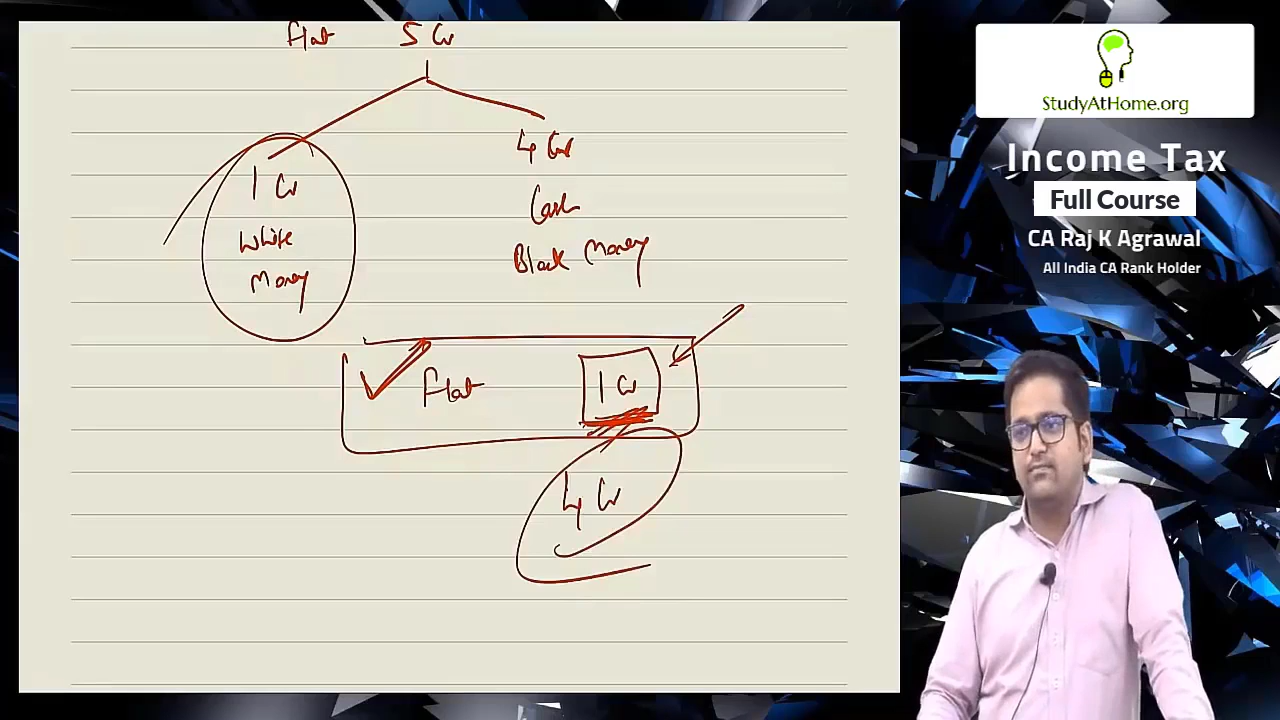 Flat 5 Cr
1 Cr
White
Money
4 Cr
Cash
Black Money
Flat 1 Cr
4 Cr
StudyAtHome.org
Income Tax
Full Course
CA Raj K Agrawal
All India CA Rank Holder